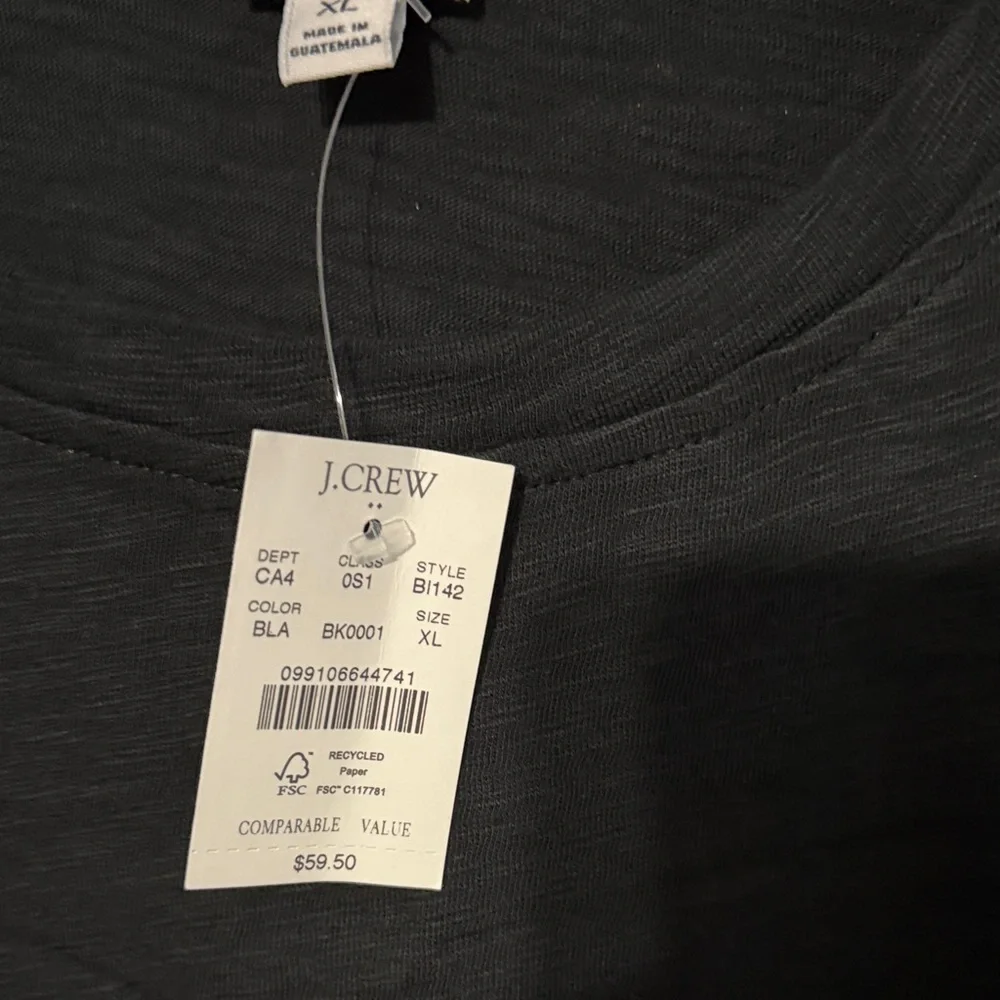 XL
MADE IN
GUATEMALA
J.CREW
DEPT CLASS STYLE
CA4 0S1 BI142
COLOR SIZE
BLA BK0001 XL
099106644741
RECYCLED
Paper
FSC FSC™ C117781
COMPARABLE VALUE
$59.50